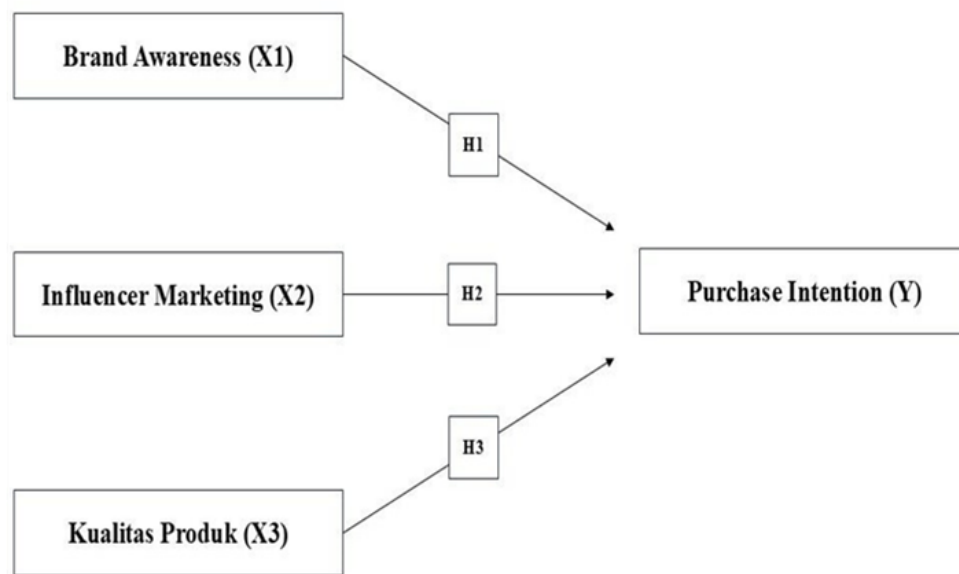 Brand Awareness (X1)
H1
Influencer Marketing (X2)
H2
Purchase Intention (Y)
H3
Kualitas Produk (X3)